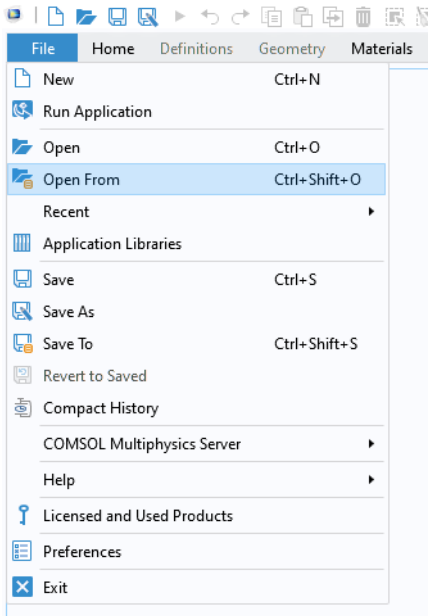 File Home Definitions Geometry Materials
New Ctrl+N
Run Application
Open Ctrl+O
Open From Ctrl+Shift+O
Recent
Application Libraries
Save Ctrl+S
Save As
Save To Ctrl+Shift+S
Revert to Saved
Compact History
COMSOL Multiphysics Server
Help
Licensed and Used Products
Preferences
Exit